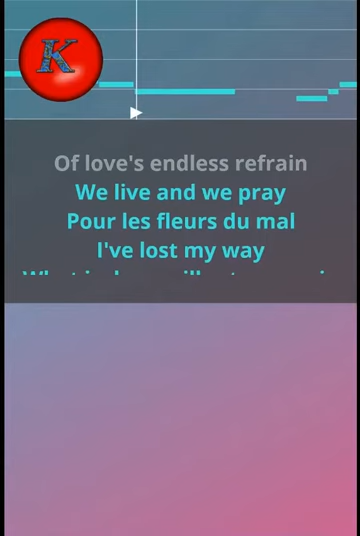 K
Of love's endless refrain
We live and we pray
Pour les fleurs du mal
I've lost my way